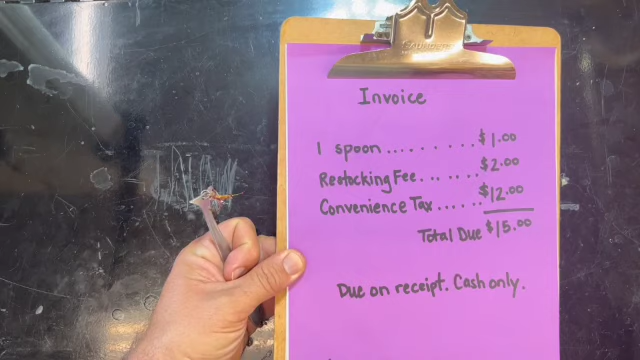 Invoice
1 spoon .......... $1.00
Restocking Fee....... $2.00
Convenience Tax...... $12.00
Total Due $15.00
Due on receipt. Cash only.